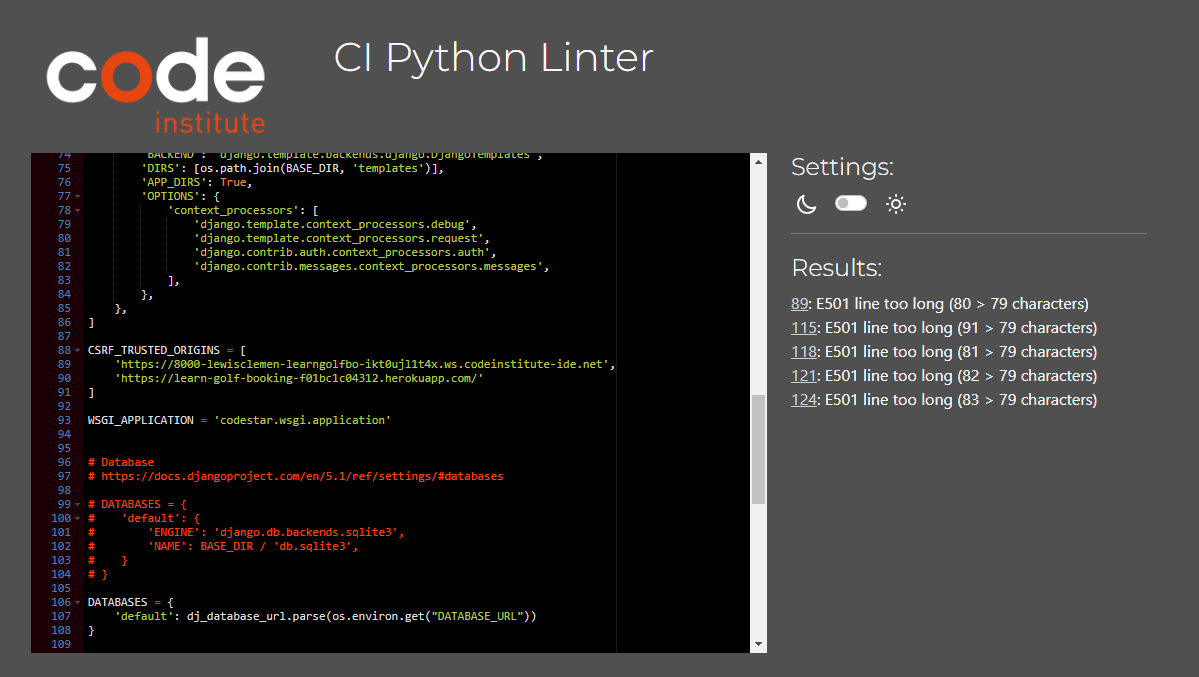 code
institute
CI Python Linter
74 'BACKEND': 'django.template.backends.django.DjangoTemplates',
75 'DIRS': [os.path.join(BASE_DIR, 'templates')],
76 'APP_DIRS': True,
77 'OPTIONS': {
78 'context_processors': [
79 'django.template.context_processors.debug',
80 'django.template.context_processors.request',
81 'django.contrib.auth.context_processors.auth',
82 'django.contrib.messages.context_processors.messages',
83 ],
84 },
85 },
86 ]
87
88 CSRF_TRUSTED_ORIGINS = [
89 'https://8000-lewisclemen-learngolfbo-ikt0ujl1t4x.ws.codeinstitute-ide.net',
90 'https://learn-golf-booking-f01bc1c04312.herokuapp.com/'
91 ]
92
93 WSGI_APPLICATION = 'codestar.wsgi.application'
94
95
96 # Database
97 # https://docs.djangoproject.com/en/5.1/ref/settings/#databases
98
99 # DATABASES = {
100 # 'default': {
101 # 'ENGINE': 'django.db.backends.sqlite3',
102 # 'NAME': BASE_DIR / 'db.sqlite3',
103 # }
104 # }
105
106 DATABASES = {
107 'default': dj_database_url.parse(os.environ.get("DATABASE_URL"))
108 }
109
Settings:
Results:
89: E501 line too long (80 > 79 characters)
115: E501 line too long (91 > 79 characters)
118: E501 line too long (81 > 79 characters)
121: E501 line too long (82 > 79 characters)
124: E501 line too long (83 > 79 characters)